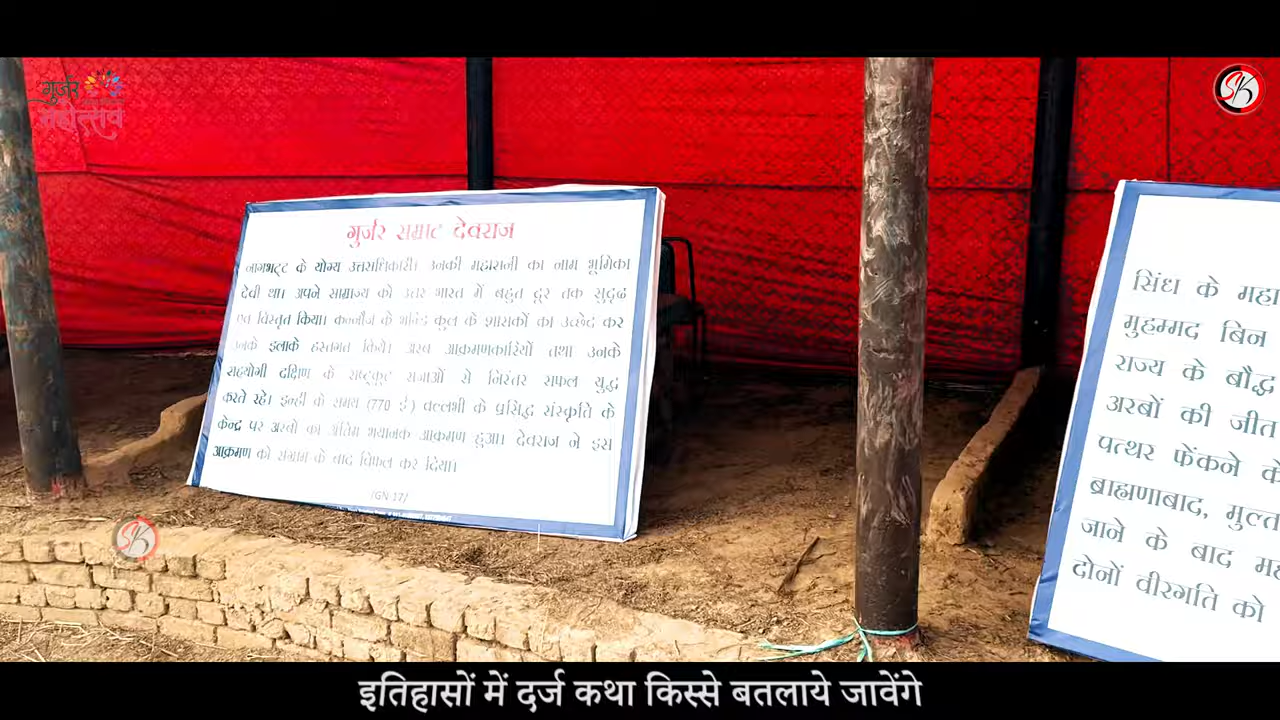 गुर्जर
महोत्सव
SK
गुर्जर सम्राट देवराज
नागभट्ट के योग्य उत्तराधिकारी। उनकी महारानी का नाम भूमिका
देवी था। अपने साम्राज्य को उत्तर भारत में बहुत दूर तक सुदृढ
एवं विस्तृत किया। कन्नौज के भण्डि कुल के शासकों का उच्छेद कर
उनके इलाके हस्तगत किये। अरब आक्रमणकारियों तथा उनके
सहयोगी दक्षिण के राष्ट्रकूट राजाओं से निरंतर सफल युद्ध
करते रहे। इन्हीं के समय (770 ई॰) वल्लभी के प्रसिद्ध संस्कृति के
केन्द्र पर अरबों का अंतिम भयानक आक्रमण हुआ। देवराज ने इस
आक्रमण को संग्राम के बाद विफल कर दिया।
/GN-17/
सिंध के महा
मुहम्मद बिन
राज्य के बौद्ध
अरबों की जीत
पत्थर फेंकने के
ब्राह्मणाबाद, मुल्त
जाने के बाद मह
दोनों वीरगति को
SK
इतिहासों में दर्ज कथा किस्से बतलाये जावेंगे